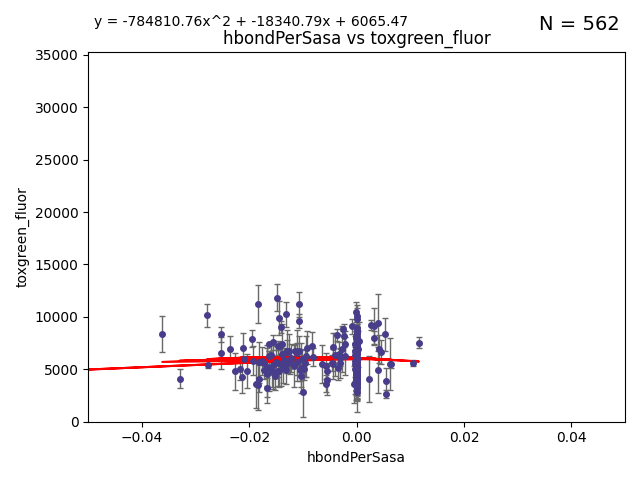 y = -784810.76x^2 + -18340.79x + 6065.47
N = 562
hbondPerSasa vs toxgreen_fluor
35000
30000
25000
20000
15000
10000
5000
0
toxgreen_fluor
−0.04
−0.02
0.00
0.02
0.04
hbondPerSasa